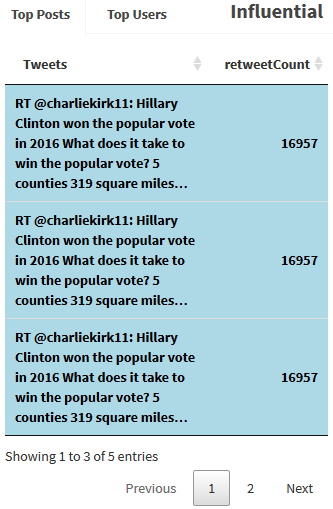 Top Posts Top Users Influential
Tweets retweetCount
RT @charliekirk11: Hillary
Clinton won the popular vote
in 2016 What does it take to 16957
win the popular vote? 5
counties 319 square miles…
RT @charliekirk11: Hillary
Clinton won the popular vote
in 2016 What does it take to 16957
win the popular vote? 5
counties 319 square miles…
RT @charliekirk11: Hillary
Clinton won the popular vote
in 2016 What does it take to 16957
win the popular vote? 5
counties 319 square miles…
Showing 1 to 3 of 5 entries
Previous 1 2 Next